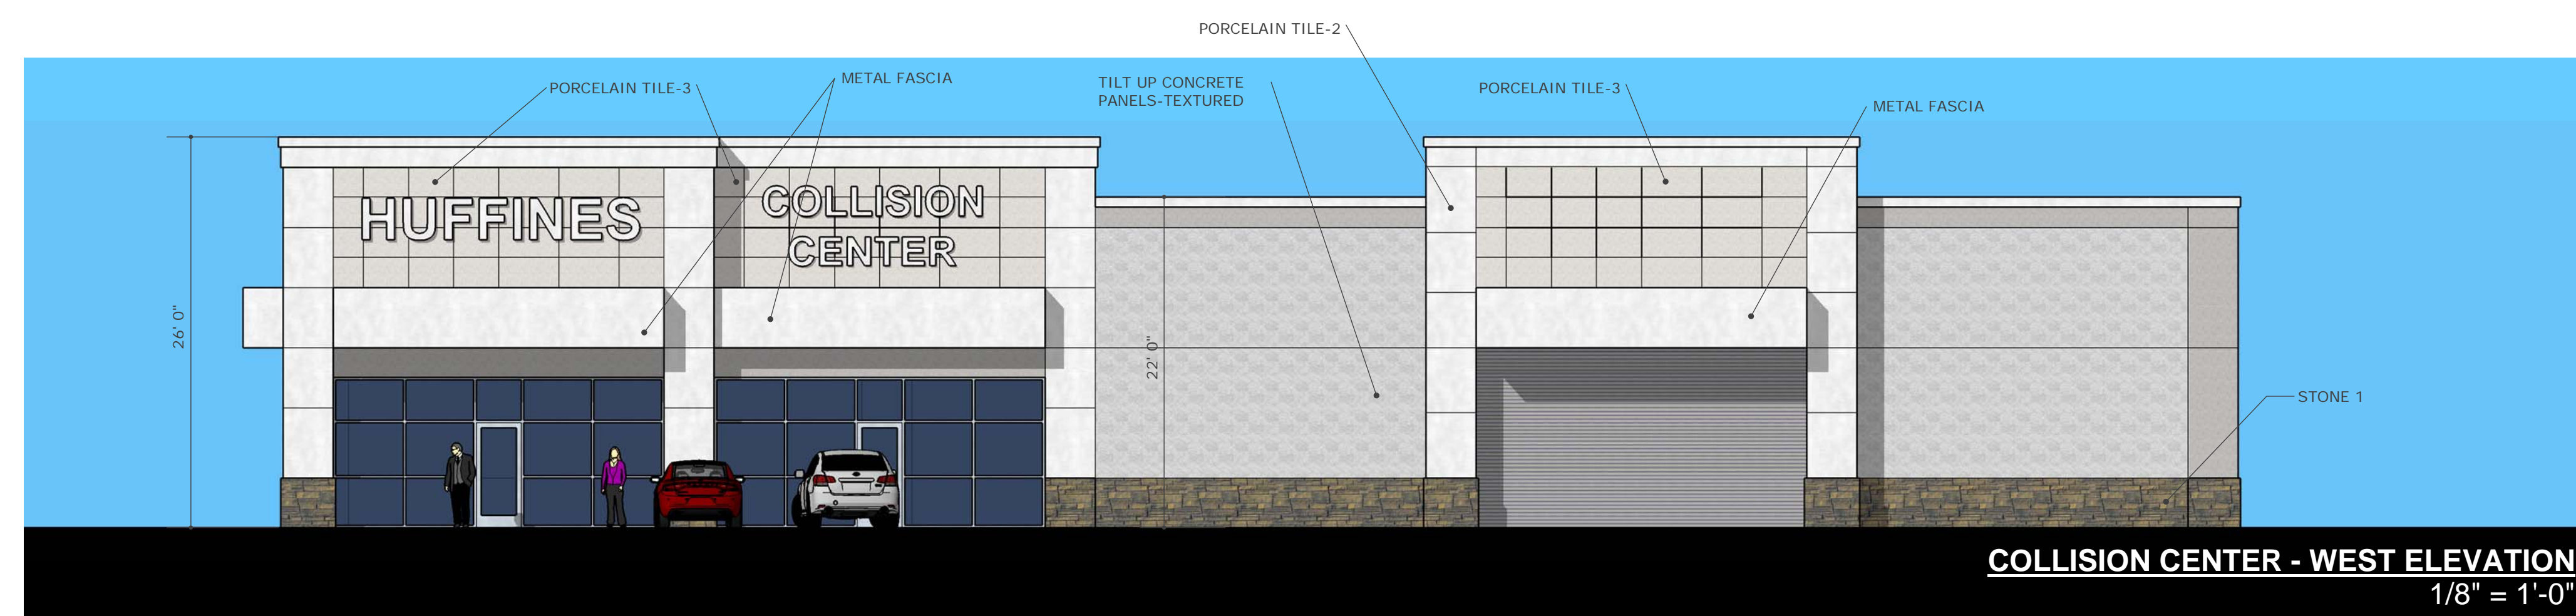 PORCELAIN TILE-2
PORCELAIN TILE-3
METAL FASCIA
TILT UP CONCRETE
PANELS-TEXTURED
PORCELAIN TILE-3
METAL FASCIA
HUFFINES
COLLISION
CENTER
26' 0"
22' 0"
STONE 1
COLLISION CENTER - WEST ELEVATION
1/8" = 1'-0"